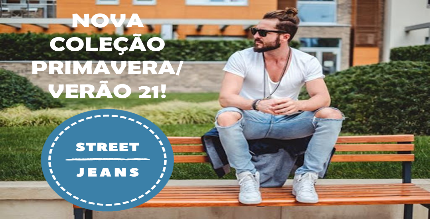 NOVA
COLEÇÃO
PRIMAVERA/
VERÃO 21!
STREET
JEANS